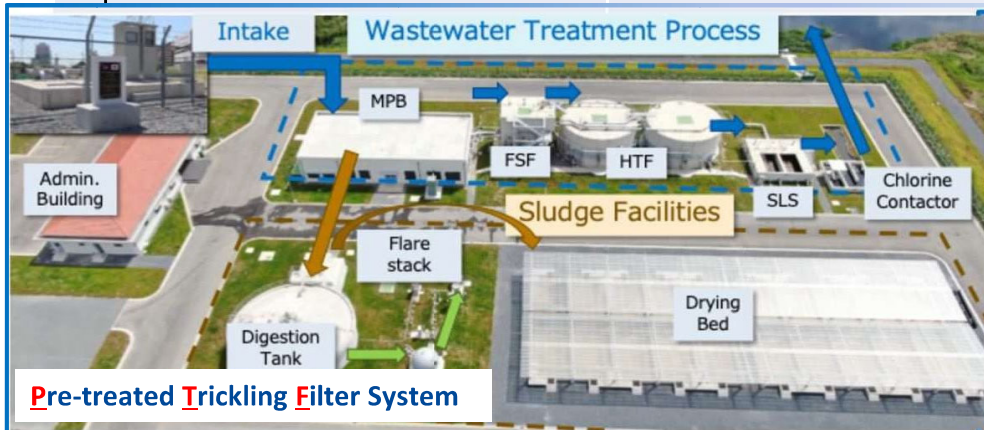 Intake
Wastewater Treatment Process
MPB
FSF
HTF
SLS
Chlorine
Contactor
Admin.
Building
Sludge Facilities
Flare
stack
Digestion
Tank
Drying
Bed
Pre-treated Trickling Filter System